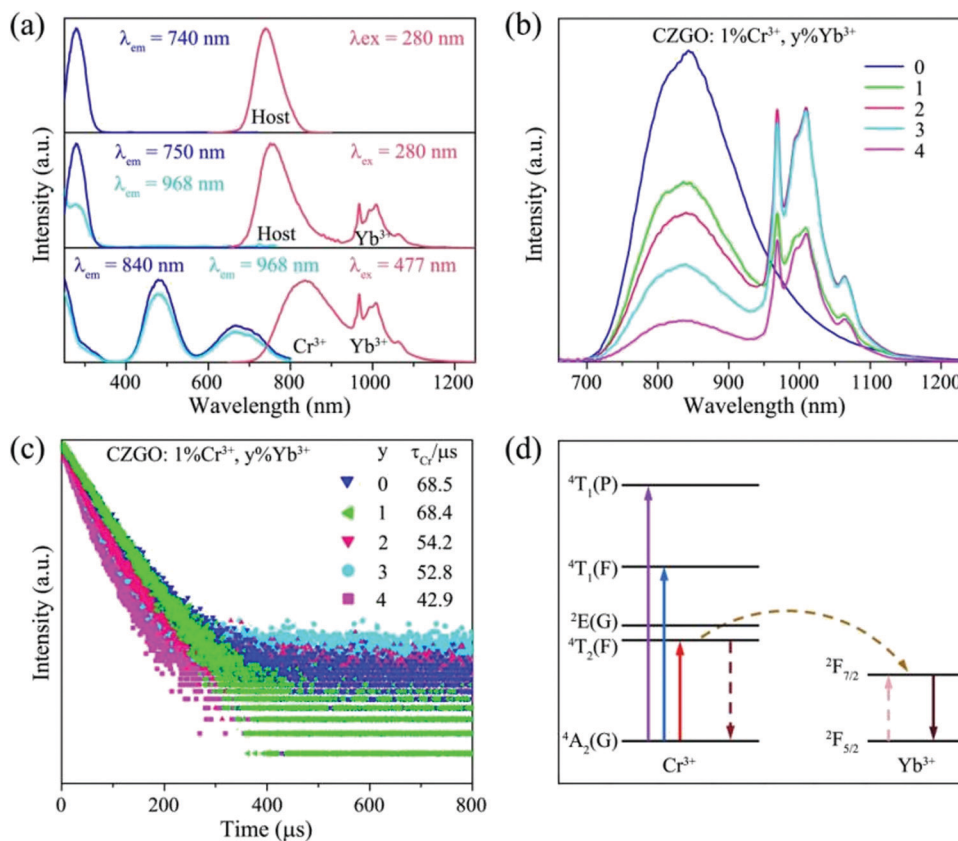 (a)
λem = 740 nm λex = 280 nm
Host
λem = 750 nm λex = 280 nm
λem = 968 nm
Host Yb³⁺
λem = 840 nm λem = 968 nm λex = 477 nm
Cr³⁺ Yb³⁺
Intensity (a.u.)
400 600 800 1000 1200
Wavelength (nm)
(b)
CZGO: 1%Cr³⁺, y%Yb³⁺
0
1
2
3
4
Intensity (a.u.)
700 800 900 1000 1100 1200
Wavelength (nm)
(c)
CZGO: 1%Cr³⁺, y%Yb³⁺ y τCr/μs
0 68.5
1 68.4
2 54.2
3 52.8
4 42.9
Intensity (a.u.)
0 200 400 600 800
Time (μs)
(d)
⁴T₁(P)
⁴T₁(F)
²E(G)
⁴T₂(F)
²F₇/₂
⁴A₂(G) ²F₅/₂
Cr³⁺ Yb³⁺